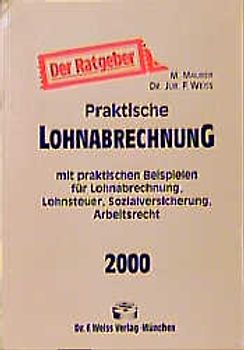 Der Ratgeber
M. Maurer
Dr. Jur. F. Weiss
Praktische
LOHNABRECHNUNG
mit praktischen Beispielen
für Lohnabrechnung,
Lohnsteuer, Sozialversicherung,
Arbeitsrecht
2000
Dr. F. Weiss Verlag · München